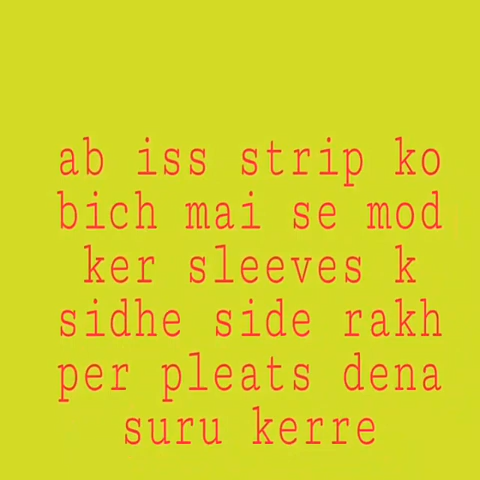 ab iss strip ko
bich mai se mod
ker sleeves k
sidhe side rakh
per pleats dena
suru kerre